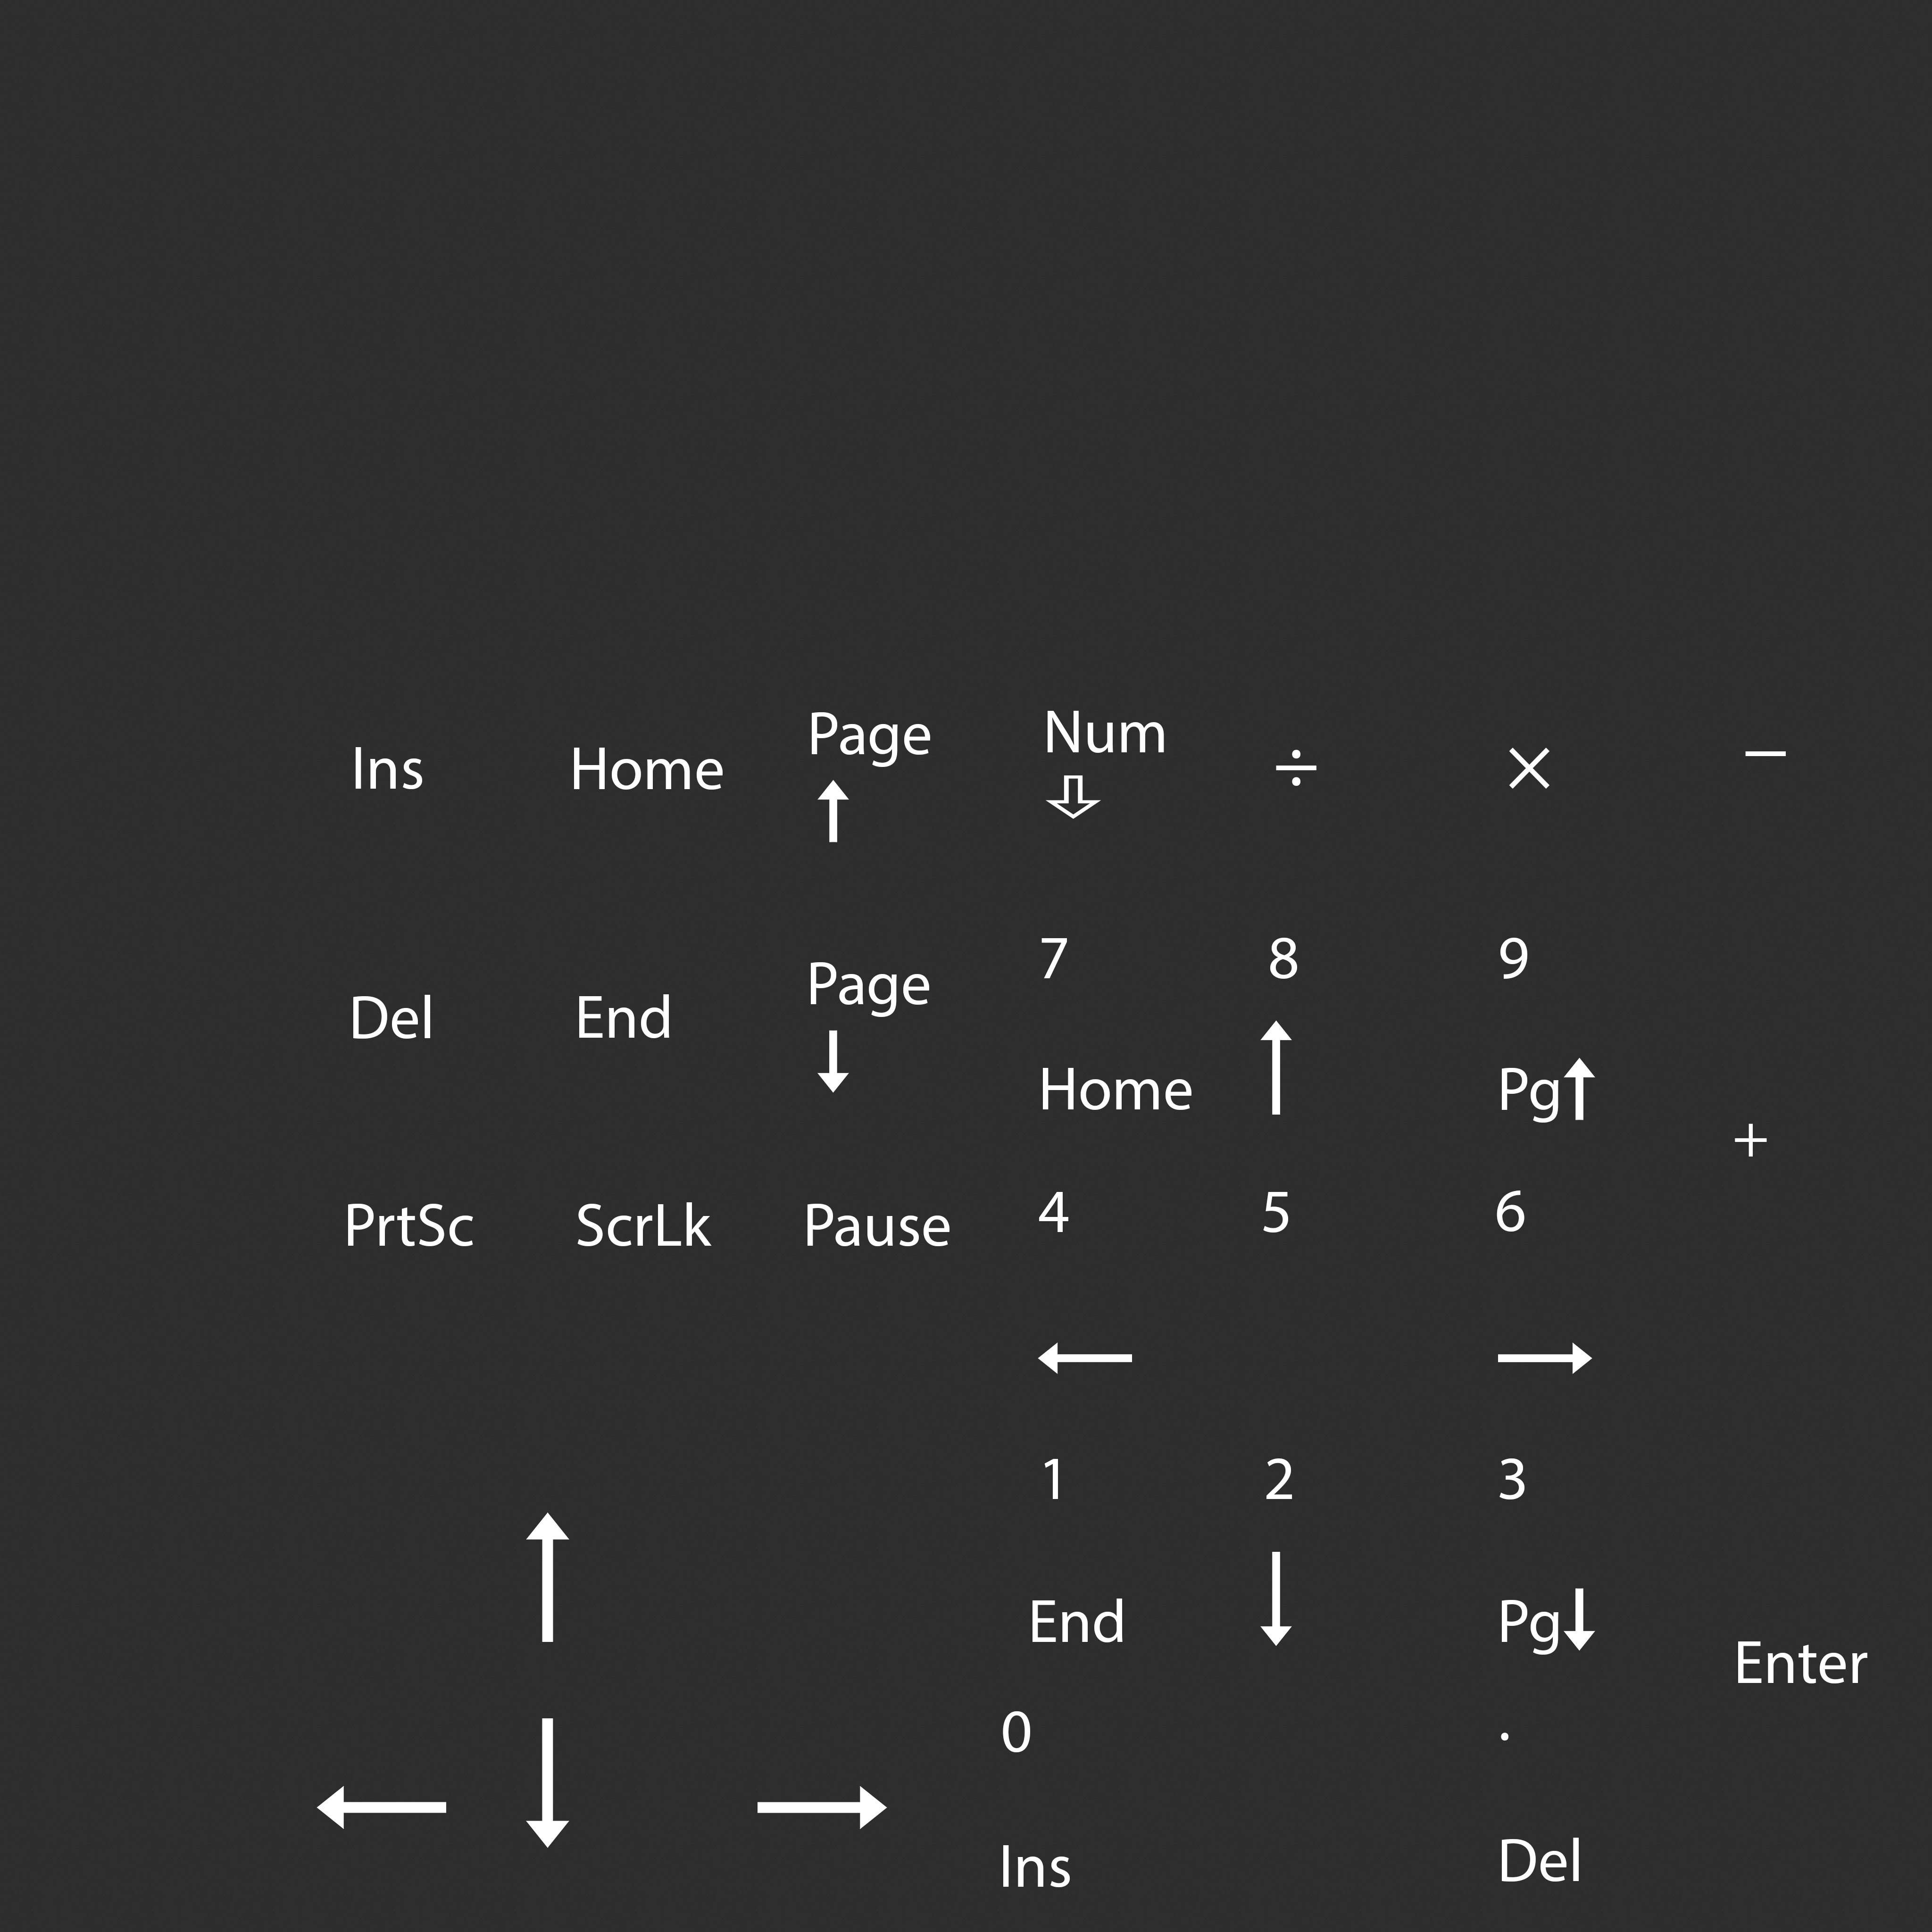 Ins Home Page ↑ Num ⇩ ÷ × −
Del End Page ↓ 7 Home 8 ↑ 9 Pg↑ +
PrtSc ScrLk Pause 4 ← 5 6 →
↑ 1 End 2 ↓ 3 Pg↓ Enter
← ↓ → 0 Ins . Del